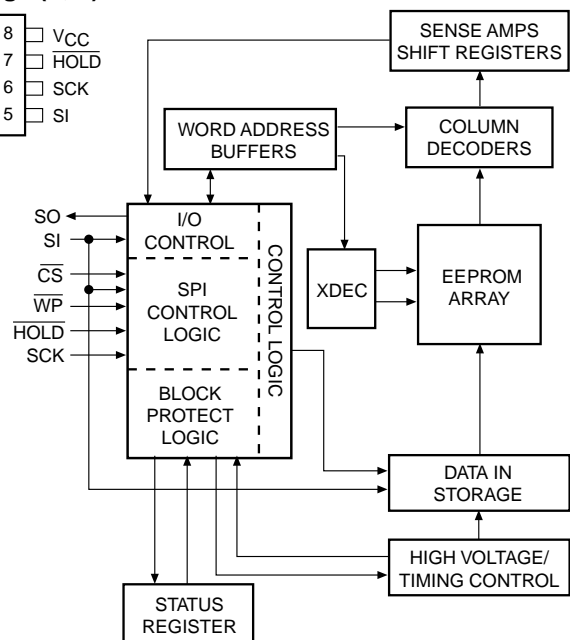 8 VCC
7 HOLD
6 SCK
5 SI
SENSE AMPS
SHIFT REGISTERS
WORD ADDRESS
BUFFERS
COLUMN
DECODERS
SO
SI
CS
WP
HOLD
SCK
I/O
CONTROL
SPI
CONTROL
LOGIC
BLOCK
PROTECT
LOGIC
CONTROL LOGIC
XDEC
EEPROM
ARRAY
DATA IN
STORAGE
HIGH VOLTAGE/
TIMING CONTROL
STATUS
REGISTER